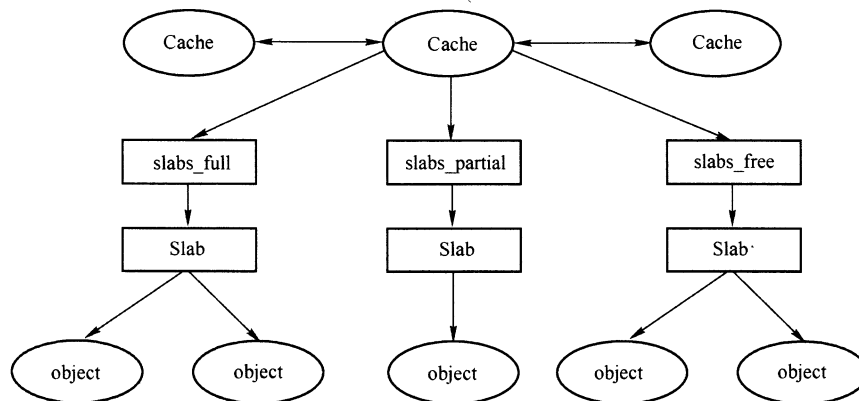 Cache Cache Cache
slabs_full slabs_partial slabs_free
Slab Slab Slab
object object object object object